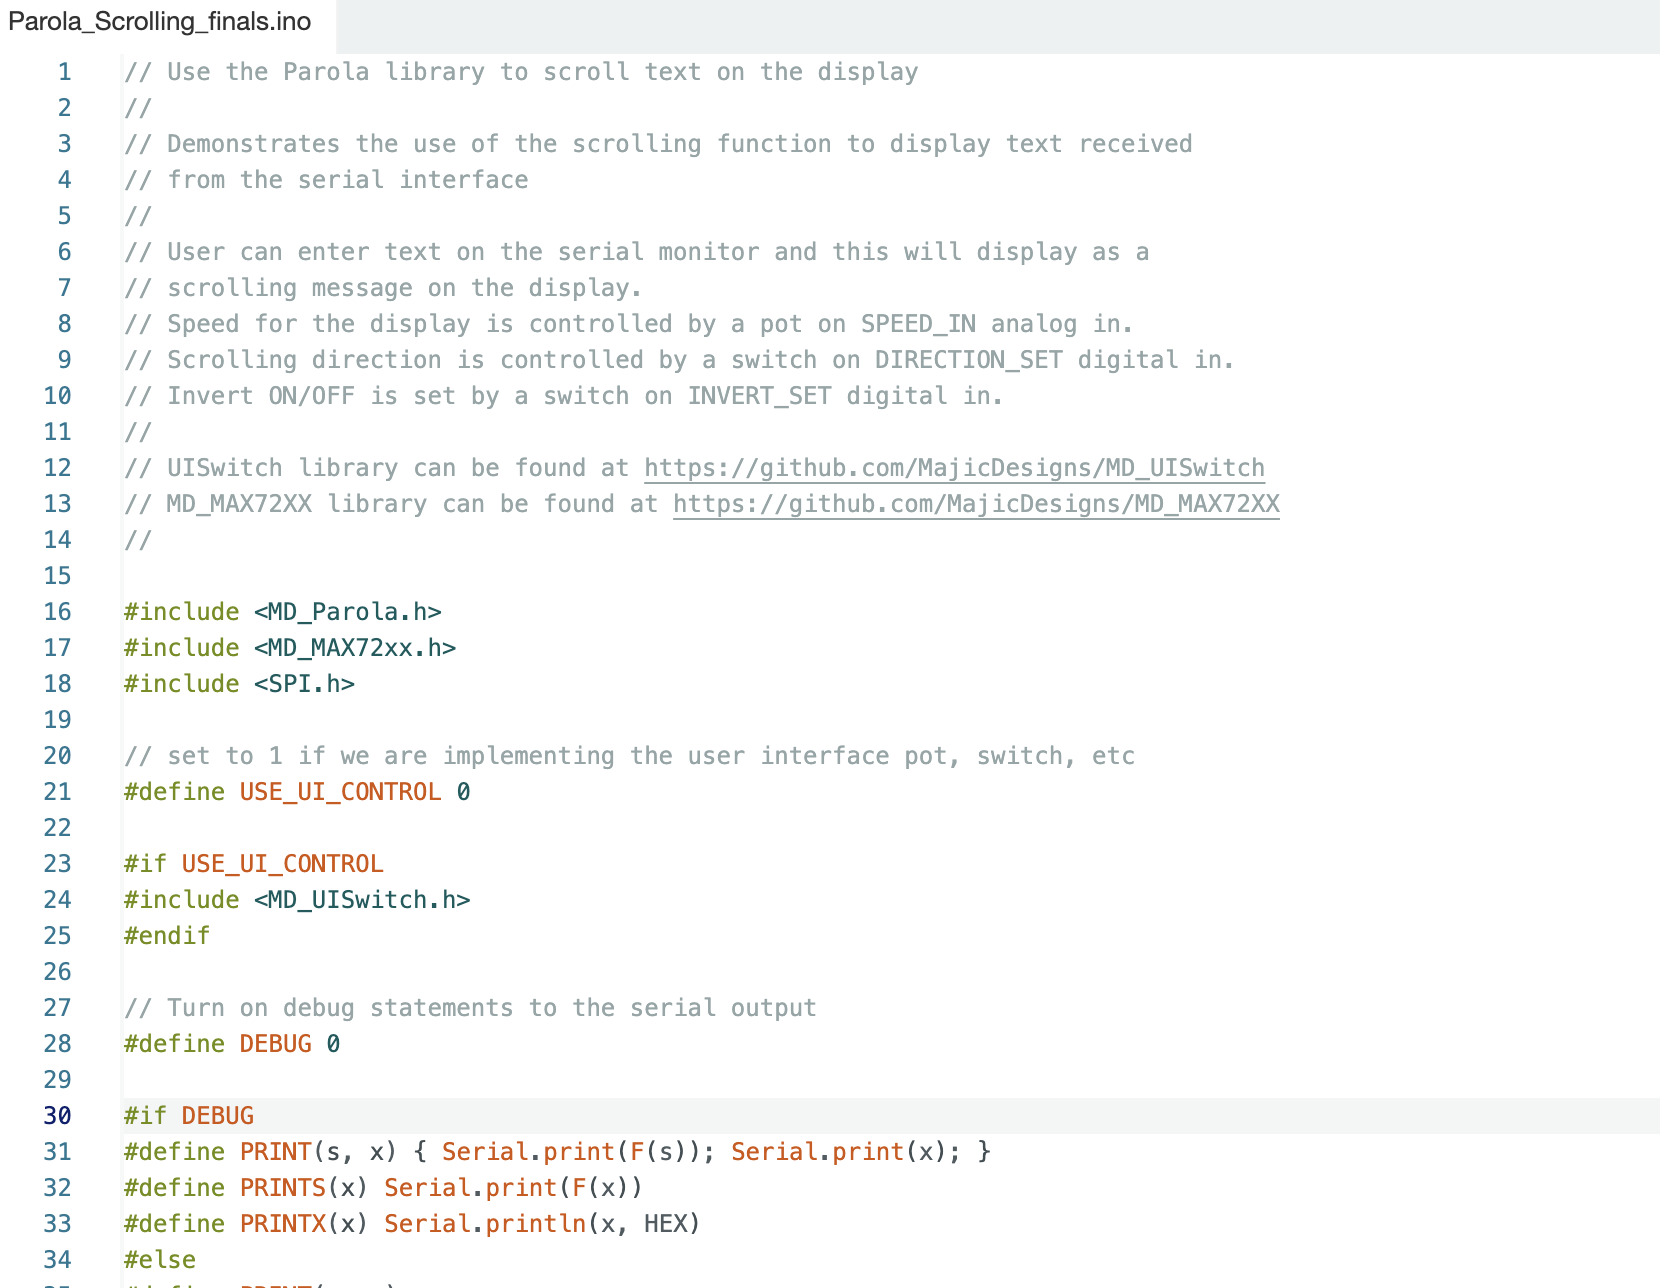 Parola_Scrolling_finals.ino
1 // Use the Parola library to scroll text on the display
2 //
3 // Demonstrates the use of the scrolling function to display text received
4 // from the serial interface
5 //
6 // User can enter text on the serial monitor and this will display as a
7 // scrolling message on the display.
8 // Speed for the display is controlled by a pot on SPEED_IN analog in.
9 // Scrolling direction is controlled by a switch on DIRECTION_SET digital in.
10 // Invert ON/OFF is set by a switch on INVERT_SET digital in.
11 //
12 // UISwitch library can be found at https://github.com/MajicDesigns/MD_UISwitch
13 // MD_MAX72XX library can be found at https://github.com/MajicDesigns/MD_MAX72XX
14 //
15
16 #include <MD_Parola.h>
17 #include <MD_MAX72xx.h>
18 #include <SPI.h>
19
20 // set to 1 if we are implementing the user interface pot, switch, etc
21 #define USE_UI_CONTROL 0
22
23 #if USE_UI_CONTROL
24 #include <MD_UISwitch.h>
25 #endif
26
27 // Turn on debug statements to the serial output
28 #define DEBUG 0
29
30 #if DEBUG
31 #define PRINT(s, x) { Serial.print(F(s)); Serial.print(x); }
32 #define PRINTS(x) Serial.print(F(x))
33 #define PRINTX(x) Serial.println(x, HEX)
34 #else